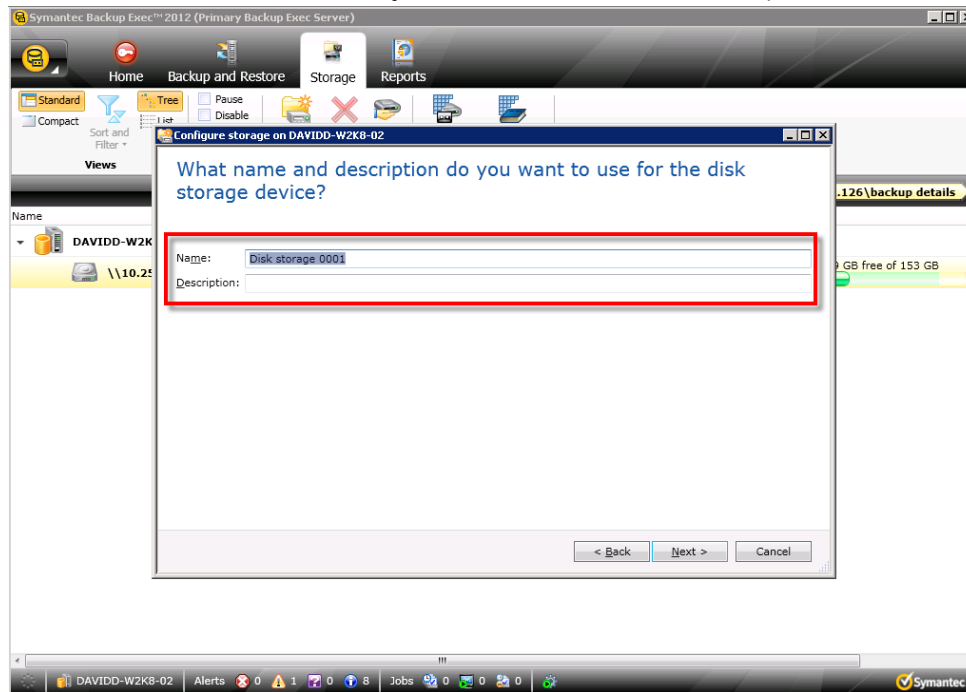 Symantec Backup Exec™ 2012 (Primary Backup Exec Server)
Home Backup and Restore Storage Reports
Standard Tree Pause
Compact List Disable
Sort and
Filter
Views
Configure storage on DAVIDD-W2K8-02
What name and description do you want to use for the disk
storage device?
.126\backup details
Name
DAVIDD-W2K
Name: Disk storage 0001
\\10.25
GB free of 153 GB
Description:
< Back Next > Cancel
DAVIDD-W2K8-02 Alerts 0 1 0 8 Jobs 0 0 0 Symantec